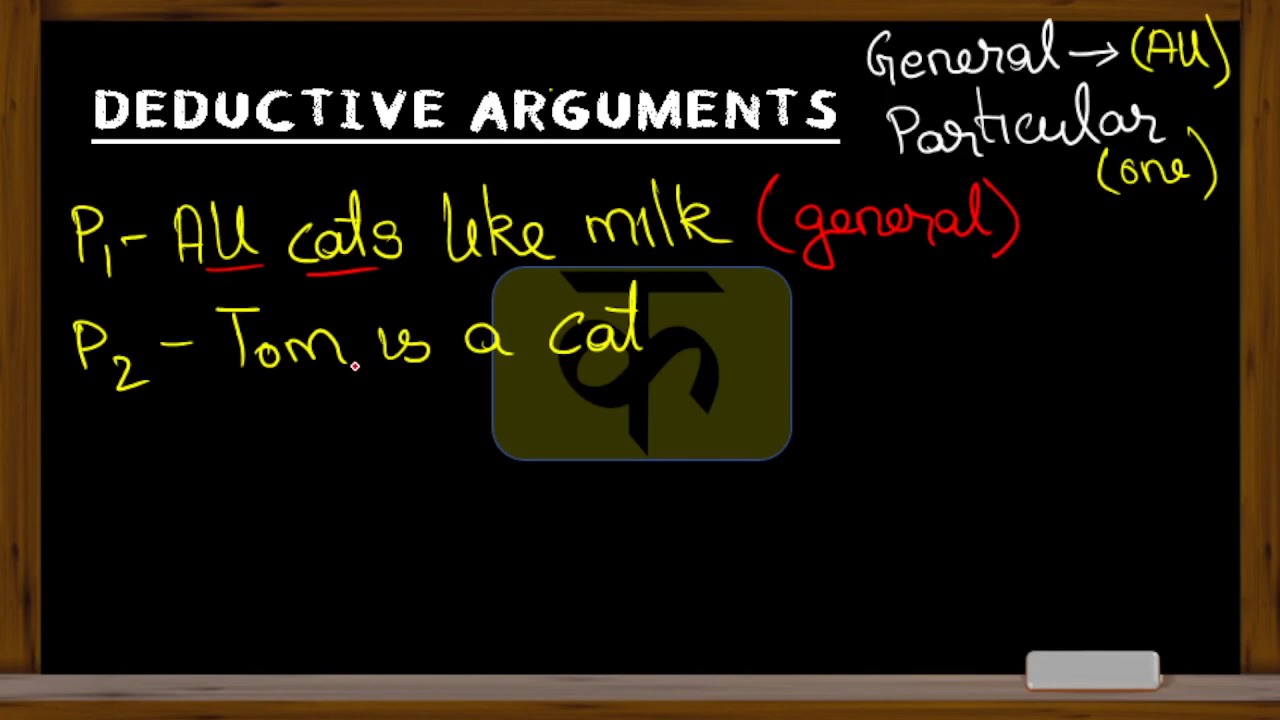 DEDUCTIVE ARGUMENTS
General → (All)
Particular
(one)
P1 - All cats like milk (general)
P2 - Tom is a cat
क